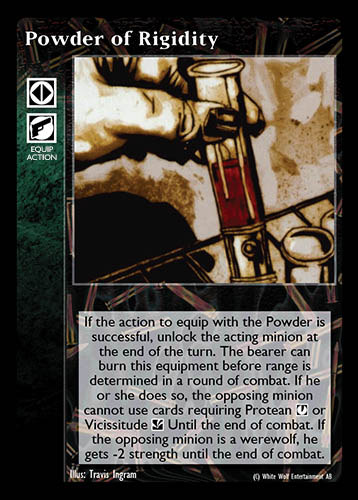 Powder of Rigidity
EQUIP
ACTION
If the action to equip with the Powder is
successful, unlock the acting minion at
the end of the turn. The bearer can
burn this equipment before range is
determined in a round of combat. If he
or she does so, the opposing minion
cannot use cards requiring Protean or
Vicissitude Until the end of combat. If
the opposing minion is a werewolf, he
gets -2 strength until the end of combat.
Illus: Travis Ingram
(C) White Wolf Entertainment AB